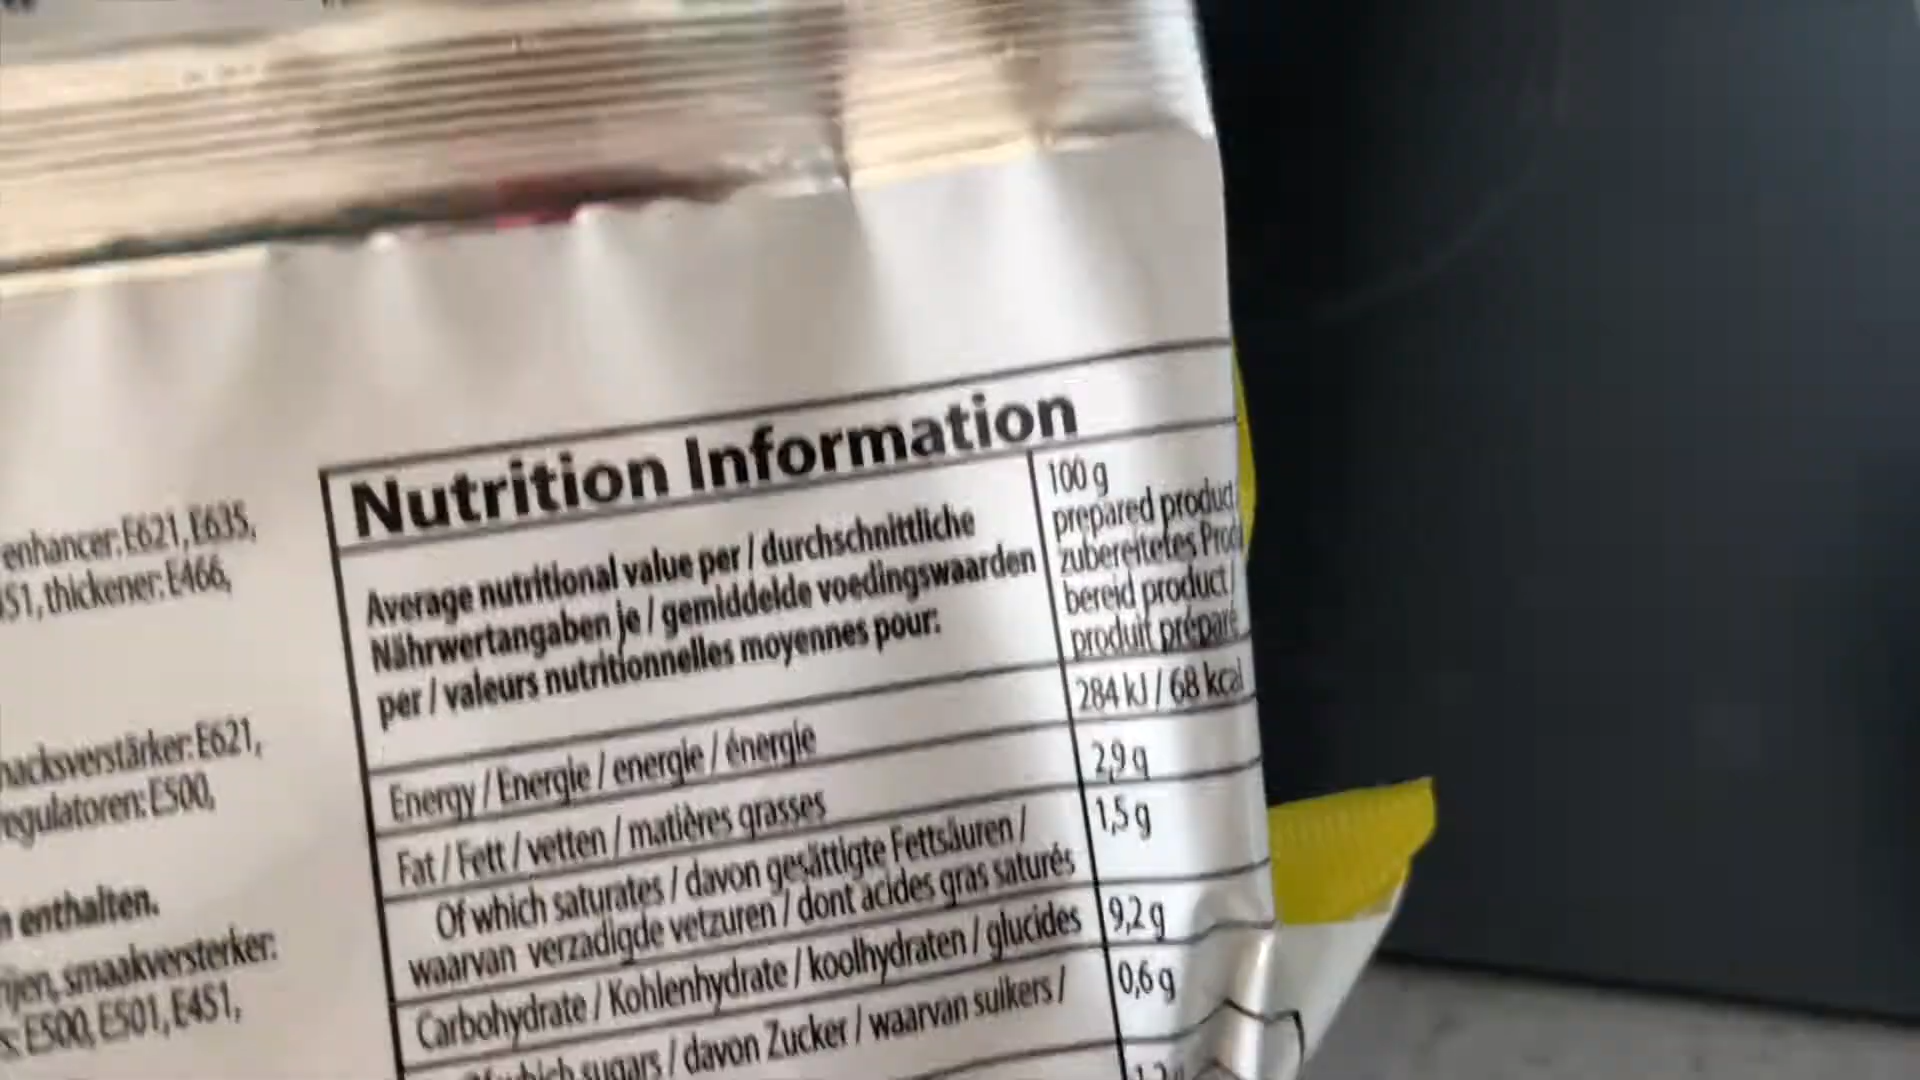 enhancer: E621, E635,
451, thickener: E466,
acksverstärker: E621,
regulatoren: E500,
enthalten.
smaakversterker:
E500, E501, E451,
Nutrition Information
Average nutritional value per / durchschnittliche
Nährwertangaben je / gemiddelde voedingswaarden
per / valeurs nutritionnelles moyennes pour:
100 g
prepared product
zubereitetes Prod
bereid product
produit préparé
Energy / Energie / energie / énergie
284 kJ / 68 kcal
Fat / Fett / vetten / matières grasses
2,9 g
Of which saturates / davon gesättigte Fettsäuren /
waarvan verzadigde vetzuren / dont acides gras saturés
1,5 g
Carbohydrate / Kohlenhydrate / koolhydraten / glucides
9,2 g
which sugars / davon Zucker / waarvan suikers /
0,6 g